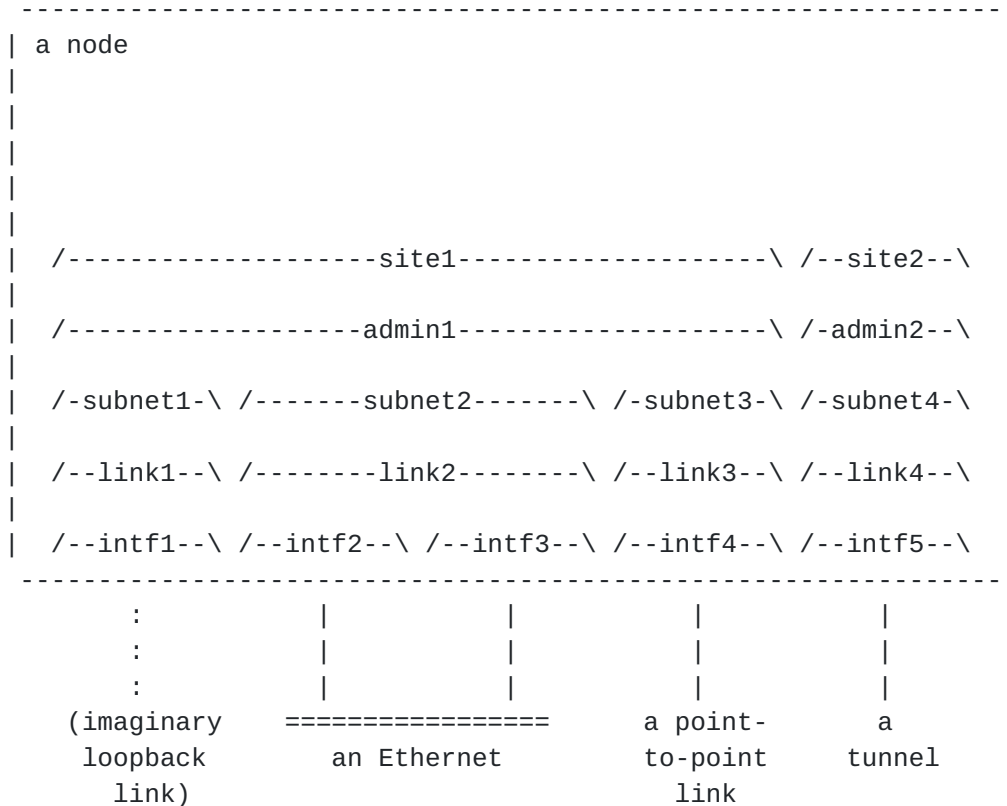 ---------------------------------------------------------------
| a node
|
|
|
|
|
|  /--------------------site1--------------------\ /--site2--\
|
|  /-------------------admin1--------------------\ /-admin2--\
|
|  /-subnet1-\ /-------subnet2-------\ /-subnet3-\ /-subnet4-\
|
|  /--link1--\ /--------link2--------\ /--link3--\ /--link4--\
|
|  /--intf1--\ /--intf2--\ /--intf3--\ /--intf4--\ /--intf5--\
---------------------------------------------------------------
: | | | |
: | | | |
: | | | |
(imaginary ================= a point- a
loopback an Ethernet to-point tunnel
link) link